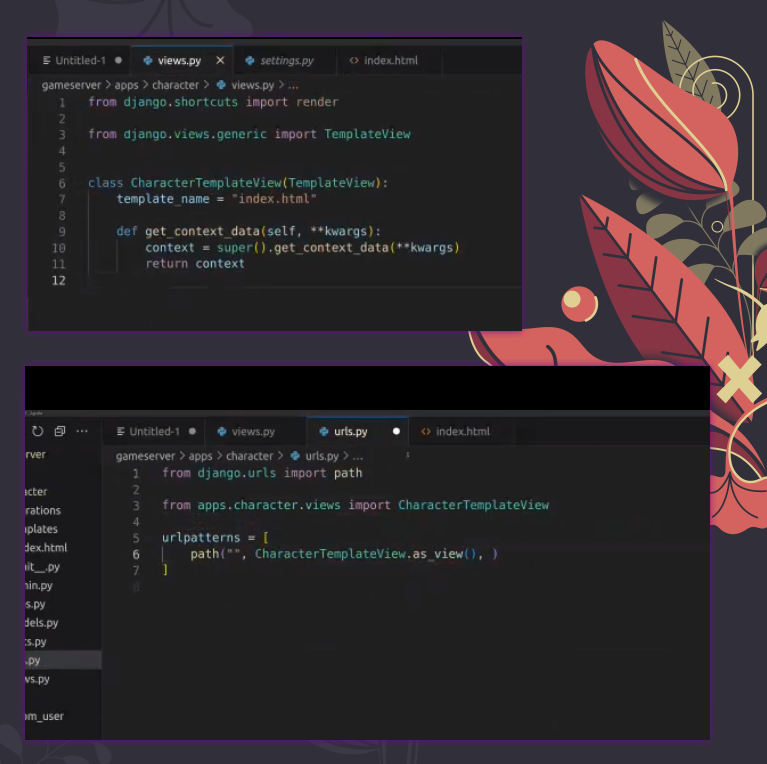 Untitled-1 views.py settings.py index.html
gameserver > apps > character > views.py > ...
1 from django.shortcuts import render
2
3 from django.views.generic import TemplateView
4
5
6 class CharacterTemplateView(TemplateView):
7 template_name = "index.html"
8
9 def get_context_data(self, **kwargs):
10 context = super().get_context_data(**kwargs)
11 return context
12
Untitled-1 views.py urls.py index.html
gameserver > apps > character > urls.py > ...
1 from django.urls import path
2
3 from apps.character.views import CharacterTemplateView
4
5 urlpatterns = [
6 path("", CharacterTemplateView.as_view(), )
7 ]
8
rver
acter
rations
nplates
dex.html
nit__.py
min.py
s.py
dels.py
ts.py
.py
ws.py
om_user